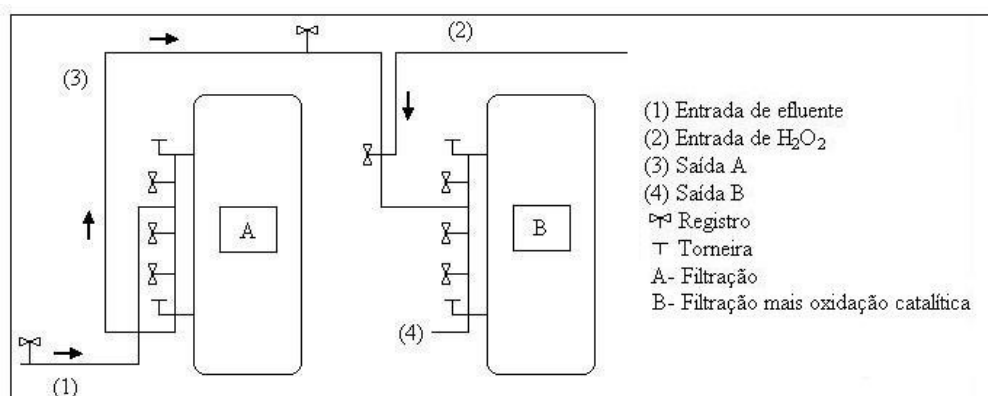 (2)
(3)
A
B
(4)
(1)
(1) Entrada de efluente
(2) Entrada de H₂O₂
(3) Saída A
(4) Saída B
Registro
Torneira
A- Filtração
B- Filtração mais oxidação catalítica